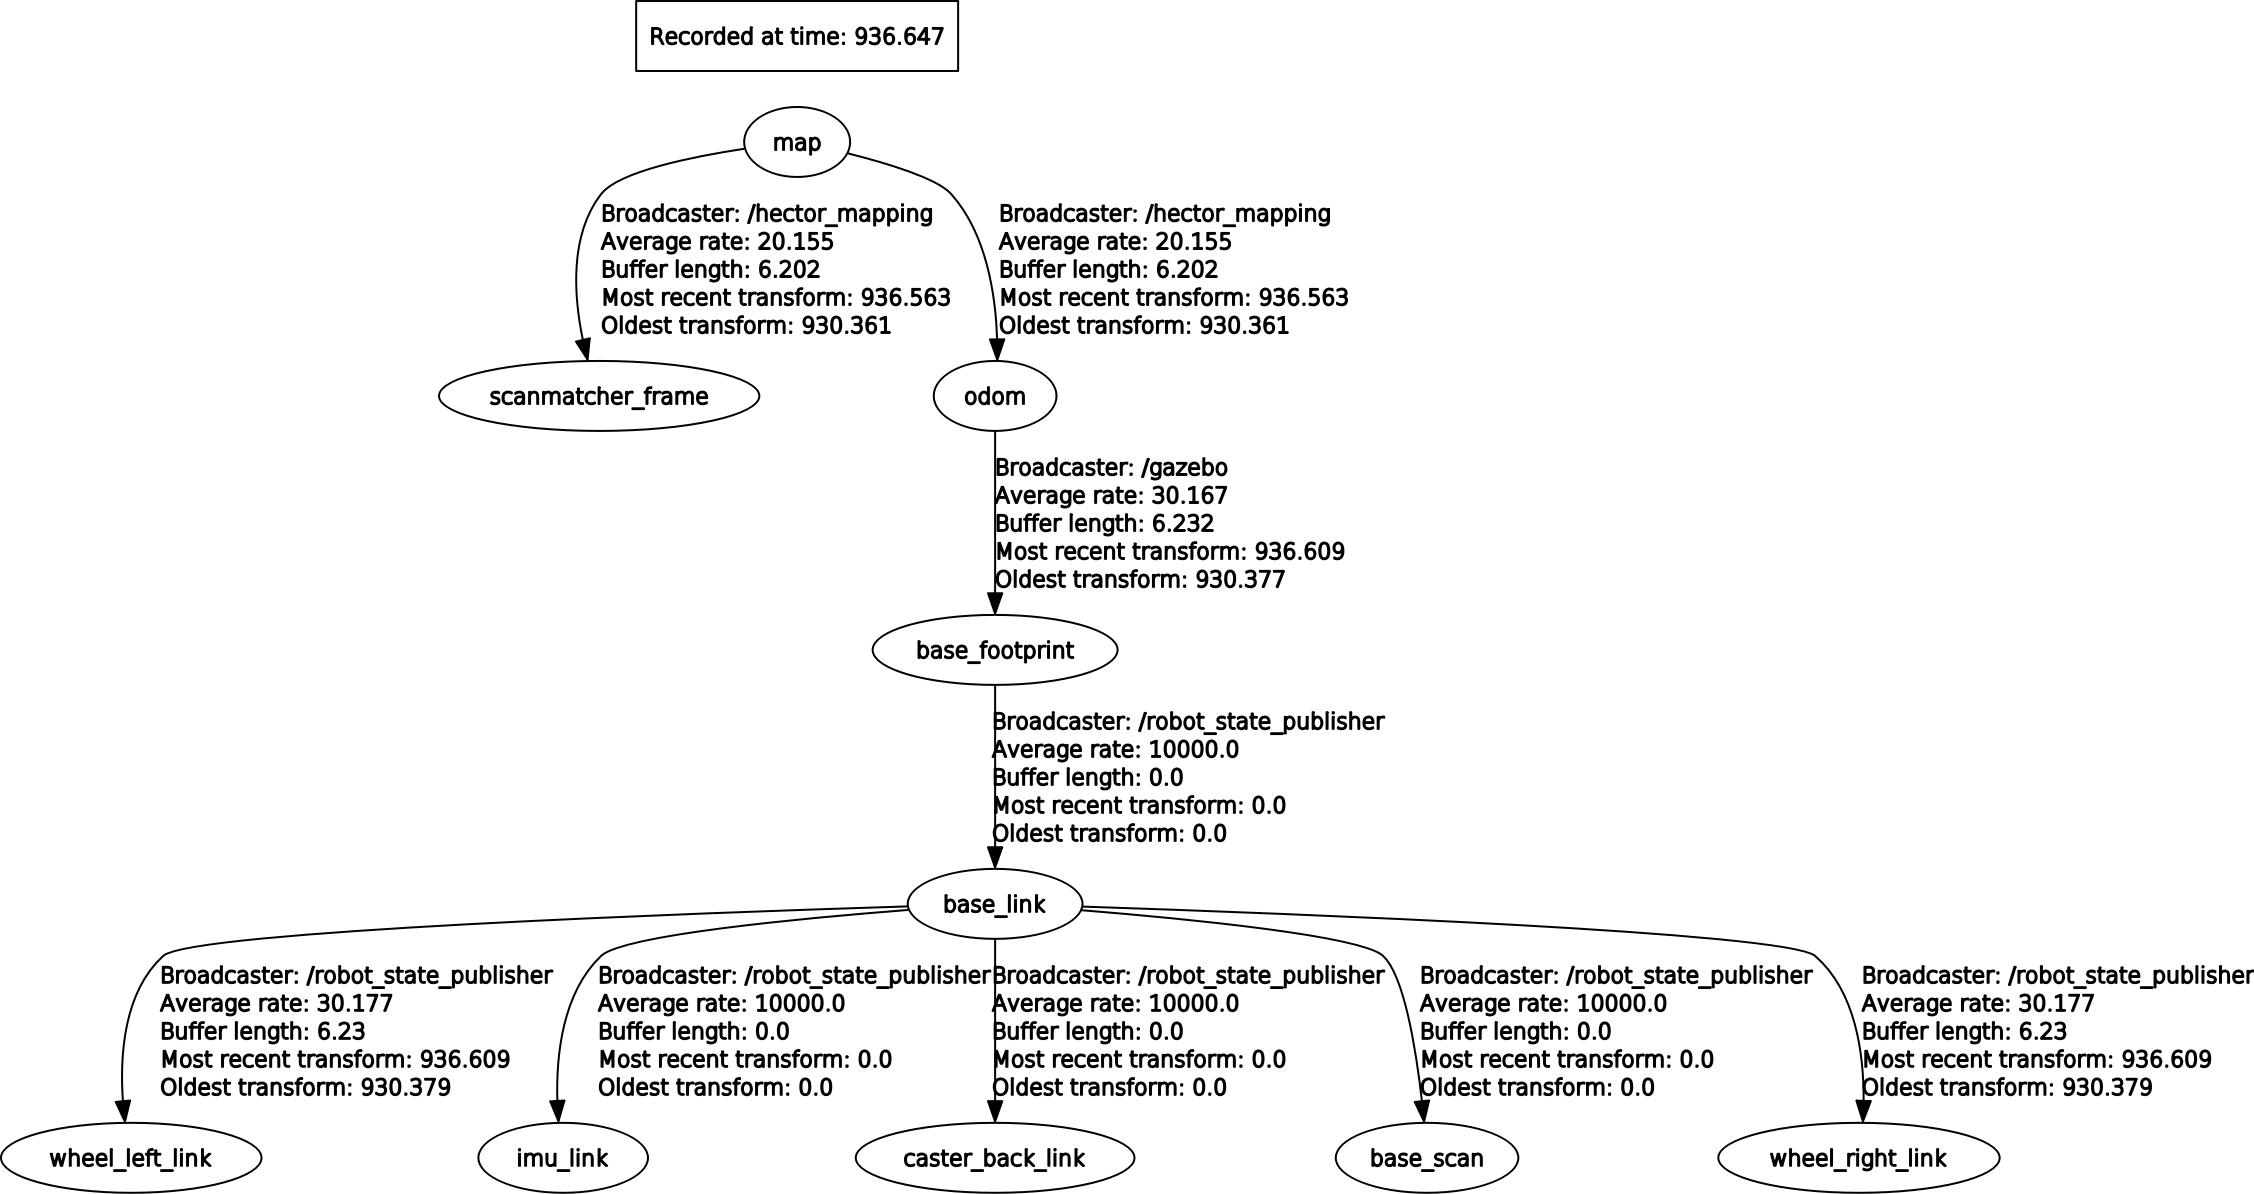 Recorded at time: 936.647
map
Broadcaster: /hector_mapping
Average rate: 20.155
Buffer length: 6.202
Most recent transform: 936.563
Oldest transform: 930.361
Broadcaster: /hector_mapping
Average rate: 20.155
Buffer length: 6.202
Most recent transform: 936.563
Oldest transform: 930.361
scanmatcher_frame
odom
Broadcaster: /gazebo
Average rate: 30.167
Buffer length: 6.232
Most recent transform: 936.609
Oldest transform: 930.377
base_footprint
Broadcaster: /robot_state_publisher
Average rate: 10000.0
Buffer length: 0.0
Most recent transform: 0.0
Oldest transform: 0.0
base_link
Broadcaster: /robot_state_publisher
Average rate: 30.177
Buffer length: 6.23
Most recent transform: 936.609
Oldest transform: 930.379
Broadcaster: /robot_state_publisher
Average rate: 10000.0
Buffer length: 0.0
Most recent transform: 0.0
Oldest transform: 0.0
Broadcaster: /robot_state_publisher
Average rate: 10000.0
Buffer length: 0.0
Most recent transform: 0.0
Oldest transform: 0.0
Broadcaster: /robot_state_publisher
Average rate: 10000.0
Buffer length: 0.0
Most recent transform: 0.0
Oldest transform: 0.0
Broadcaster: /robot_state_publisher
Average rate: 30.177
Buffer length: 6.23
Most recent transform: 936.609
Oldest transform: 930.379
wheel_left_link
imu_link
caster_back_link
base_scan
wheel_right_link